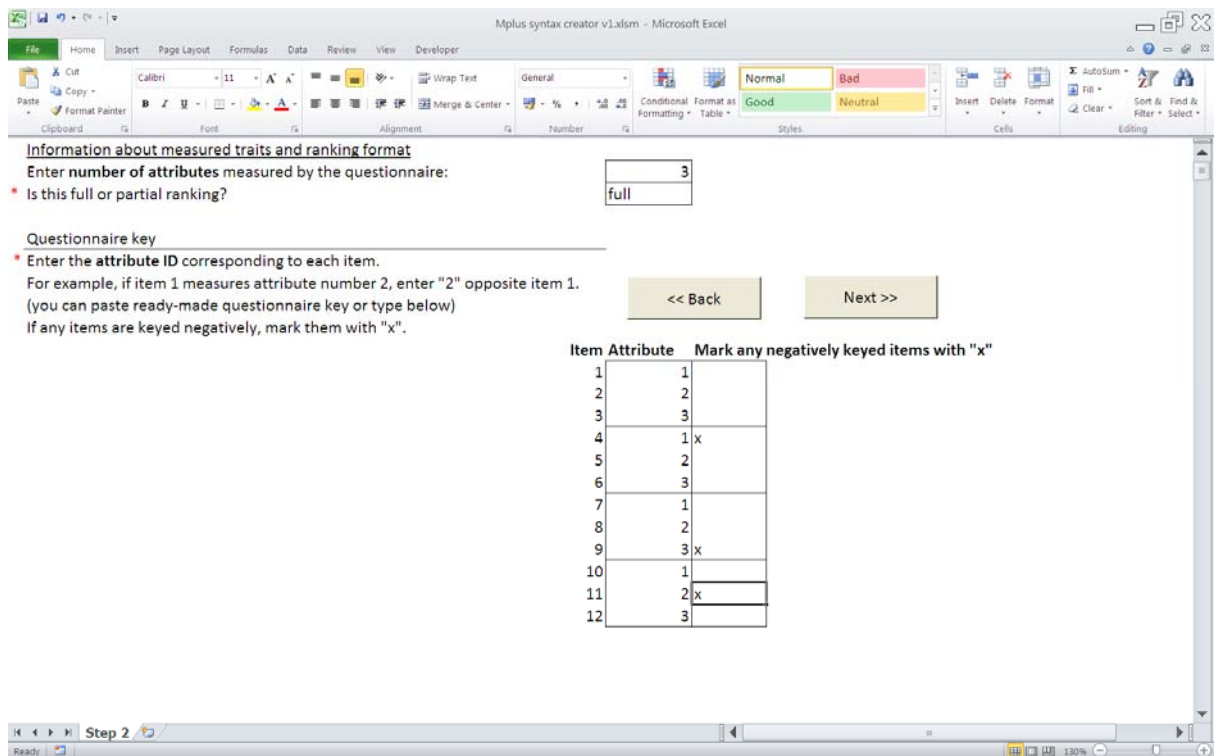 Mplus syntax creator v1.xlsm - Microsoft Excel
File Home Insert Page Layout Formulas Data Review View Developer
Paste
Cut
Copy
Format Painter
Clipboard
Calibri 11 A A
B I U A
Font
Wrap Text
Merge & Center
Alignment
General
%
Number
Conditional Formatting
Format as Table
Normal Bad
Good Neutral
Styles
Insert Delete Format
Cells
Σ AutoSum
Fill
Clear
Sort & Filter
Find & Select
Editing
Information about measured traits and ranking format
Enter number of attributes measured by the questionnaire: 3
* Is this full or partial ranking? full
Questionnaire key
* Enter the attribute ID corresponding to each item.
For example, if item 1 measures attribute number 2, enter "2" opposite item 1.
(you can paste ready-made questionnaire key or type below)
If any items are keyed negatively, mark them with "x".
<< Back Next >>
Item Attribute Mark any negatively keyed items with "x"
1 1
2 2
3 3
4 1 x
5 2
6 3
7 1
8 2
9 3 x
10 1
11 2 x
12 3
Step 2
Ready 130%